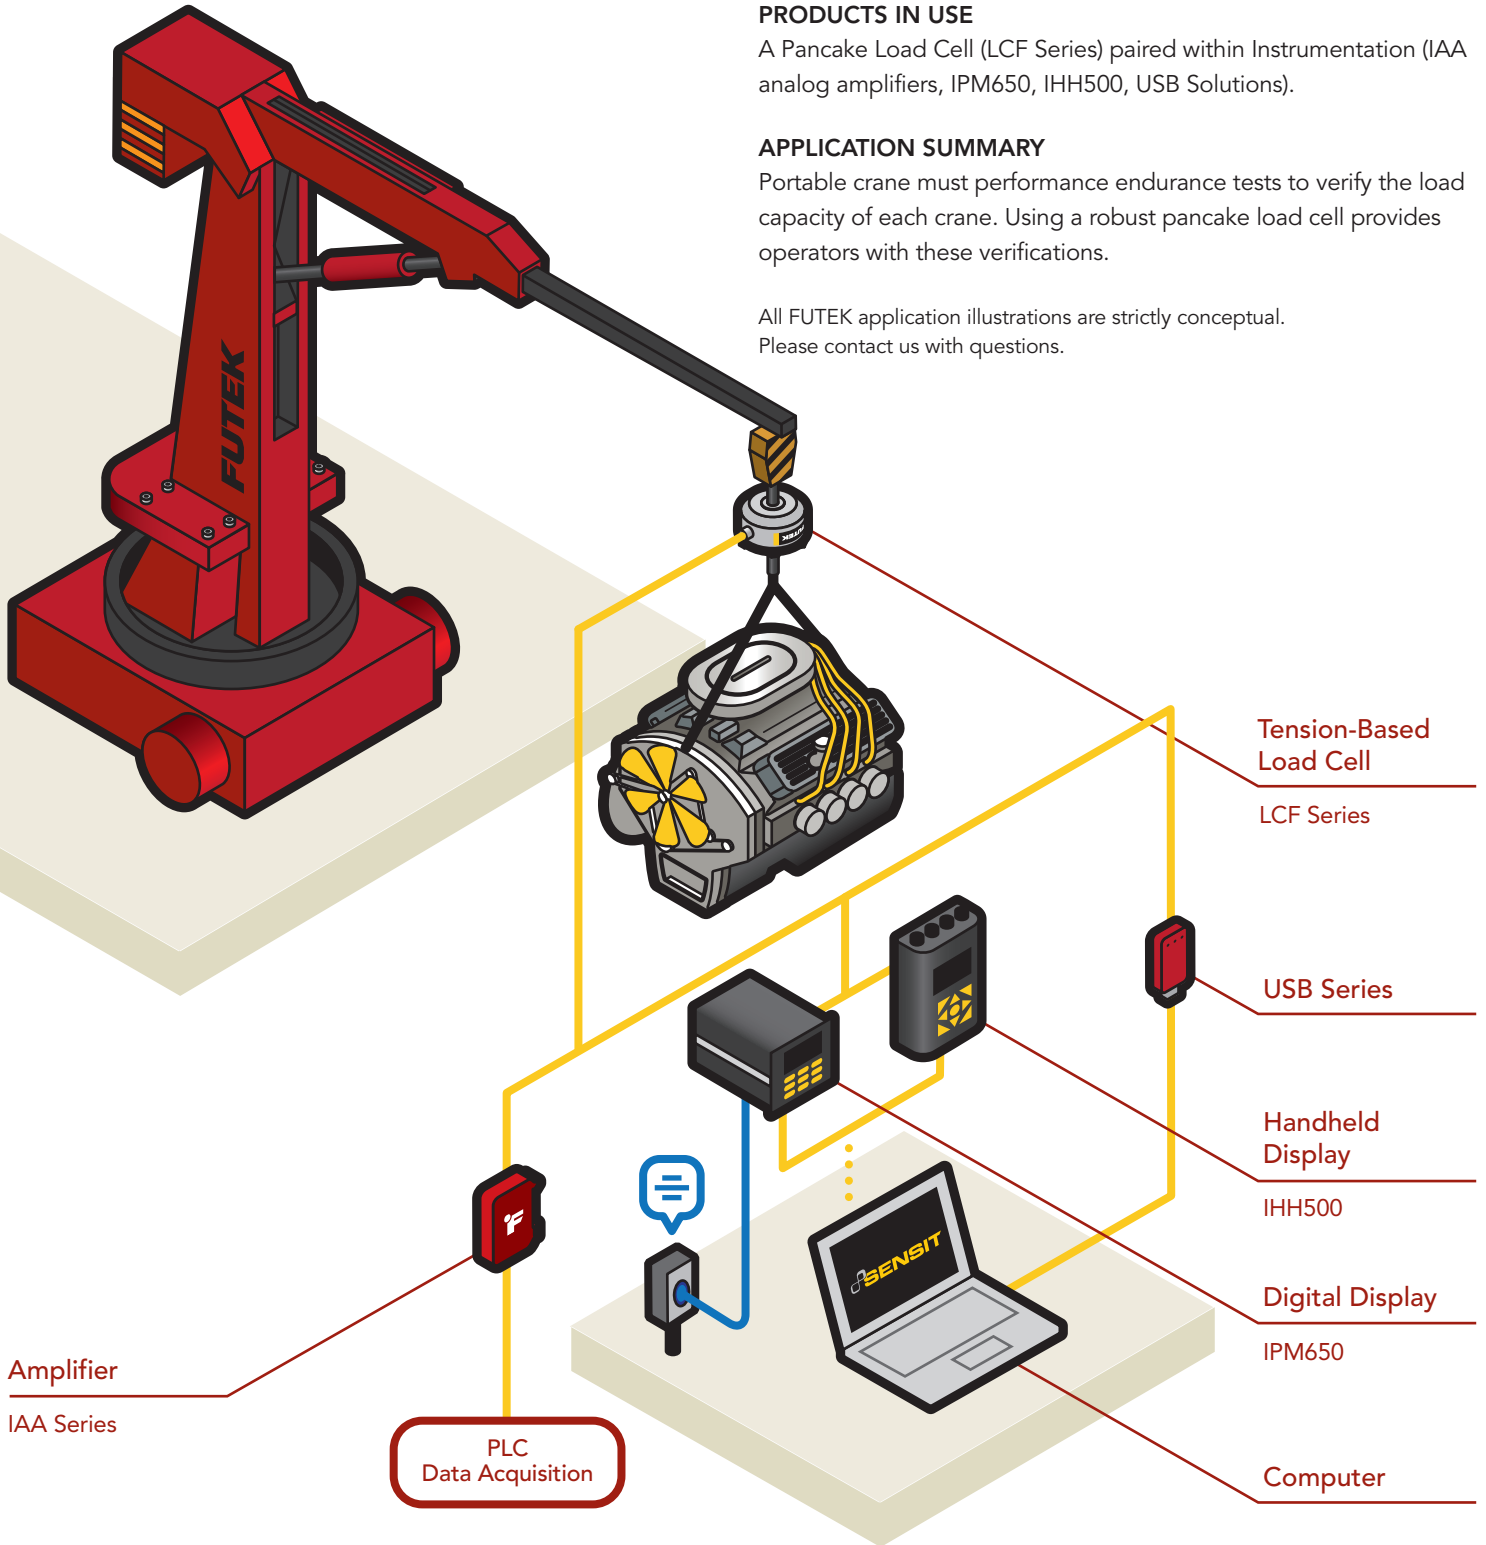 PRODUCTS IN USE
A Pancake Load Cell (LCF Series) paired within Instrumentation (IAA
analog amplifiers, IPM650, IHH500, USB Solutions).
APPLICATION SUMMARY
Portable crane must performance endurance tests to verify the load
capacity of each crane. Using a robust pancake load cell provides
operators with these verifications.
All FUTEK application illustrations are strictly conceptual.
Please contact us with questions.
FUTEK
FUTEK
Tension-Based
Load Cell
LCF Series
USB Series
Handheld
Display
IHH500
SENSIT
Digital Display
IPM650
Amplifier
IAA Series
PLC
Data Acquisition
Computer